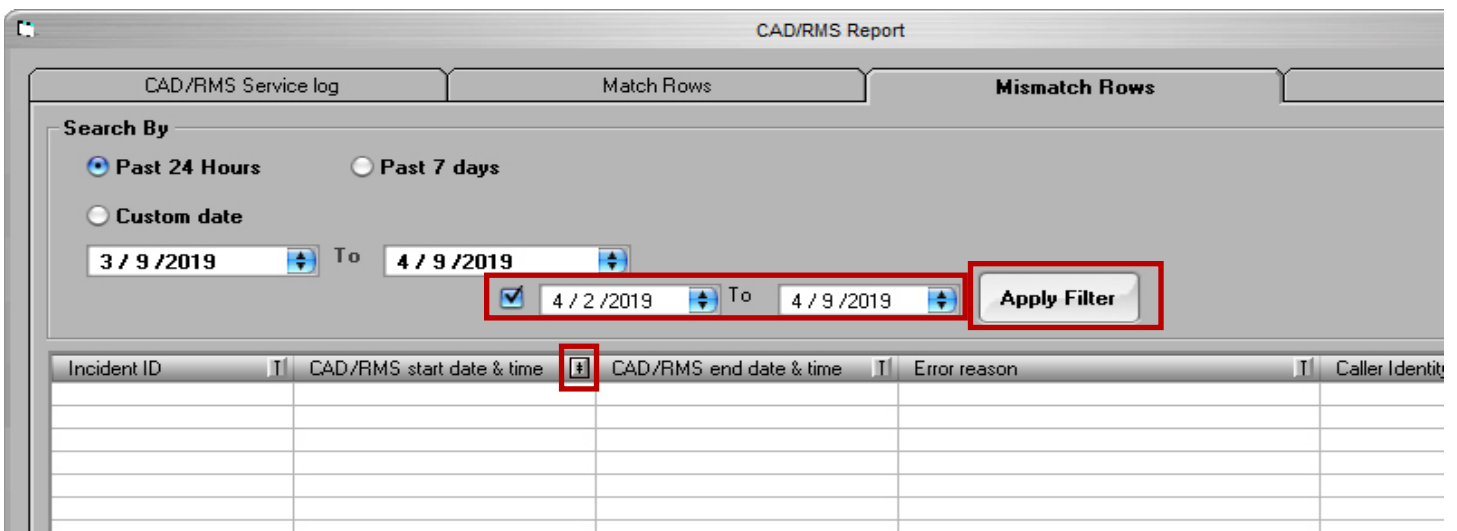 CAD/RMS Report
CAD/RMS Service log Match Rows Mismatch Rows
Search By
Past 24 Hours Past 7 days
Custom date
3 / 9 /2019 To 4 / 9 /2019
4 / 2 /2019 To 4 / 9 /2019 Apply Filter
Incident ID T CAD/RMS start date & time CAD/RMS end date & time T Error reason T Caller Identity